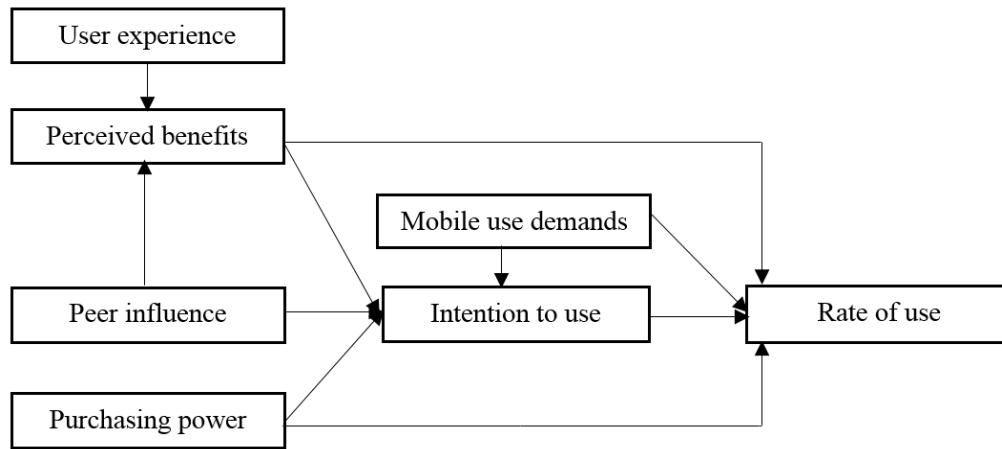 User experience
Perceived benefits
Mobile use demands
Peer influence
Intention to use
Rate of use
Purchasing power